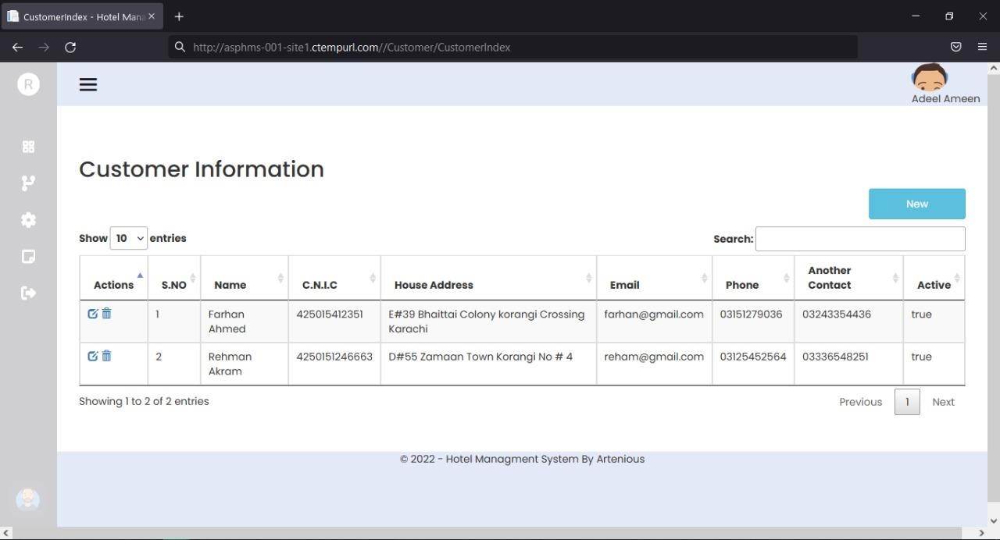 CustomerIndex - Hotel Mana
http://asphms-001-site1.ctempurl.com//Customer/CustomerIndex
R
Adeel Ameen
Customer Information
New
Show 10 entries
Search:
Actions S.NO Name C.N.I.C House Address Email Phone Another Contact Active
1 Farhan Ahmed 425015412351 E#39 Bhaittai Colony korangi Crossing Karachi farhan@gmail.com 03151279036 03243354436 true
2 Rehman Akram 4250151246663 D#55 Zamaan Town Korangi No # 4 reham@gmail.com 03125452564 03336548251 true
Showing 1 to 2 of 2 entries
Previous 1 Next
© 2022 - Hotel Managment System By Artenious